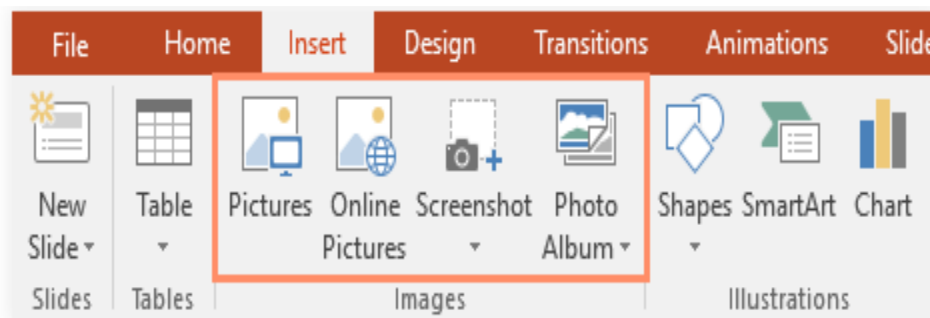 File Home Insert Design Transitions Animations Slide
New Slide
Table
Pictures
Online Pictures
Screenshot
Photo Album
Shapes
SmartArt
Chart
Slides Tables Images Illustrations